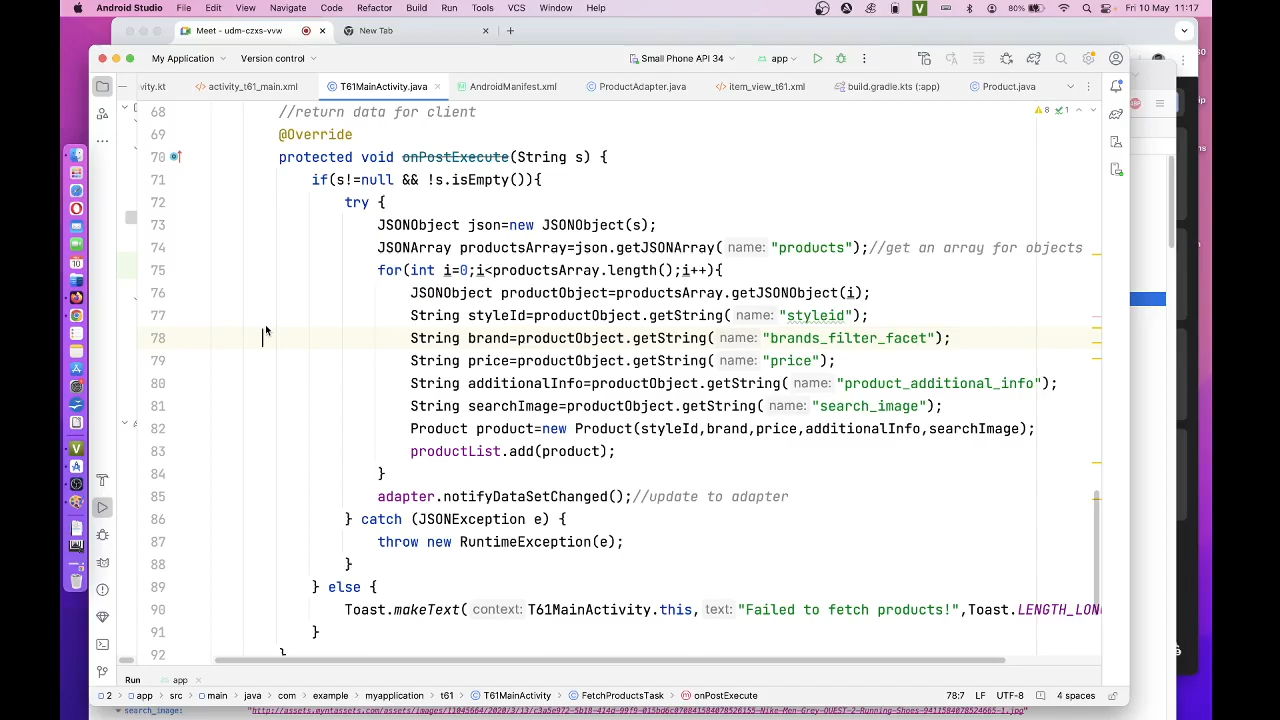 Android Studio File Edit View Navigate Code Refactor Build Run Tools VCS Window Help V 80% Fri 10 May 11:17
Meet - udm-czxs-vvw New Tab
My Application Version control Small Phone API 34 app
vity.kt activity_t61_main.xml T61MainActivity.java AndroidManifest.xml ProductAdapter.java item_view_t61.xml build.gradle.kts (:app) Product.java
68 //return data for client
8 1
69 @Override
70 protected void onPostExecute(String s) {
71 if(s!=null && !s.isEmpty()){
72 try {
73 JSONObject json=new JSONObject(s);
74 JSONArray productsArray=json.getJSONArray( name: "products");//get an array for objects
75 for(int i=0;i<productsArray.length();i++){
76 JSONObject productObject=productsArray.getJSONObject(i);
77 String styleId=productObject.getString( name: "styleid");
78 String brand=productObject.getString( name: "brands_filter_facet");
79 String price=productObject.getString( name: "price");
80 String additionalInfo=productObject.getString( name: "product_additional_info");
81 String searchImage=productObject.getString( name: "search_image");
82 Product product=new Product(styleId,brand,price,additionalInfo,searchImage);
83 productList.add(product);
84 }
85 adapter.notifyDataSetChanged();//update to adapter
86 } catch (JSONException e) {
87 throw new RuntimeException(e);
88 }
89 } else {
90 Toast.makeText( context: T61MainActivity.this, text: "Failed to fetch products!",Toast.LENGTH_LON
91 }
92 }
Run app
2 app src main java com example myapplication t61 T61MainActivity FetchProductsTask onPostExecute 78:7 LF UTF-8 4 spaces
search_image: